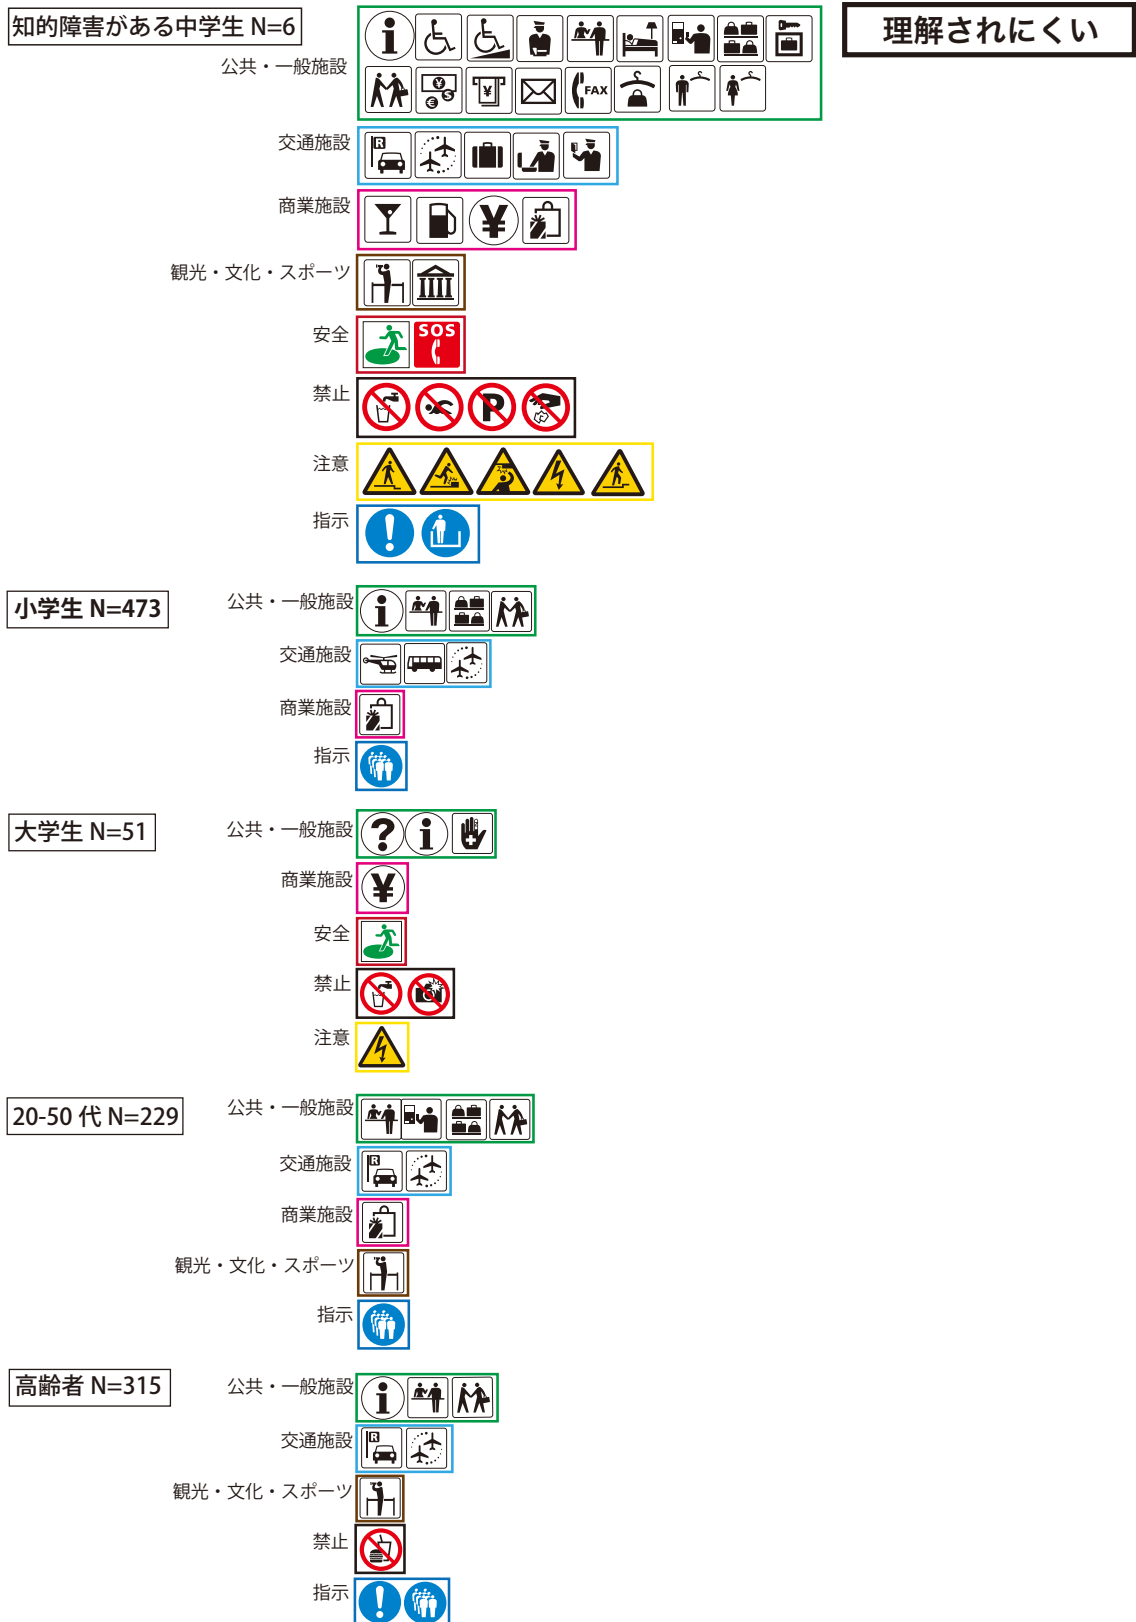 知的障害がある中学生 N=6
理解されにくい
公共・一般施設
¥
€
$
¥
FAX
交通施設
R
商業施設
¥
観光・文化・スポーツ
安全
SOS
禁止
P
注意
指示
!
小学生 N=473
公共・一般施設
i
交通施設
商業施設
指示
大学生 N=51
公共・一般施設
? i
商業施設
¥
安全
禁止
注意
20-50 代 N=229
公共・一般施設
交通施設
R
商業施設
観光・文化・スポーツ
指示
高齢者 N=315
公共・一般施設
i
交通施設
R
観光・文化・スポーツ
禁止
指示
!